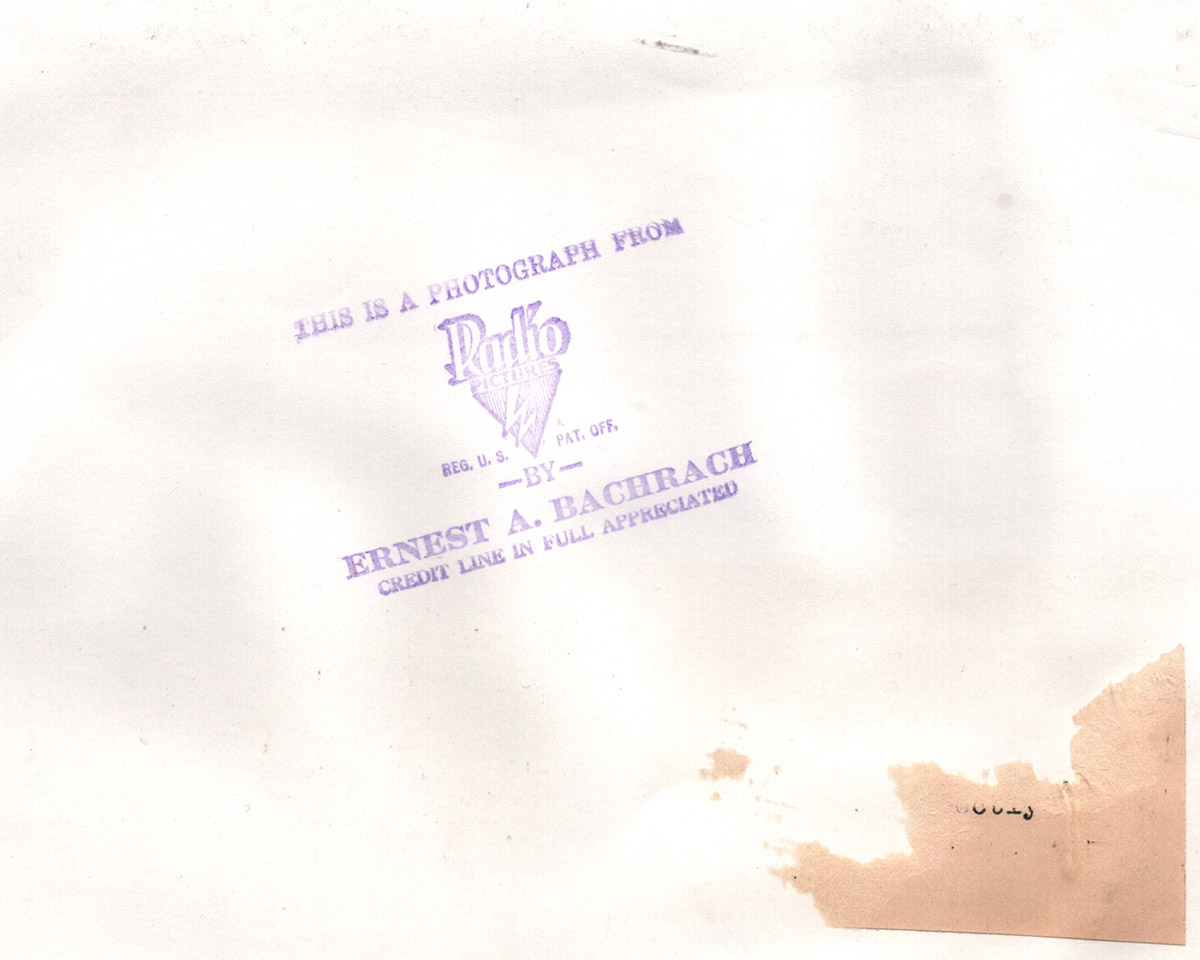 THIS IS A PHOTOGRAPH FROM
Radio
PICTURES
REG. U. S. PAT. OFF.
—BY—
ERNEST A. BACHRACH
CREDIT LINE IN FULL APPRECIATED